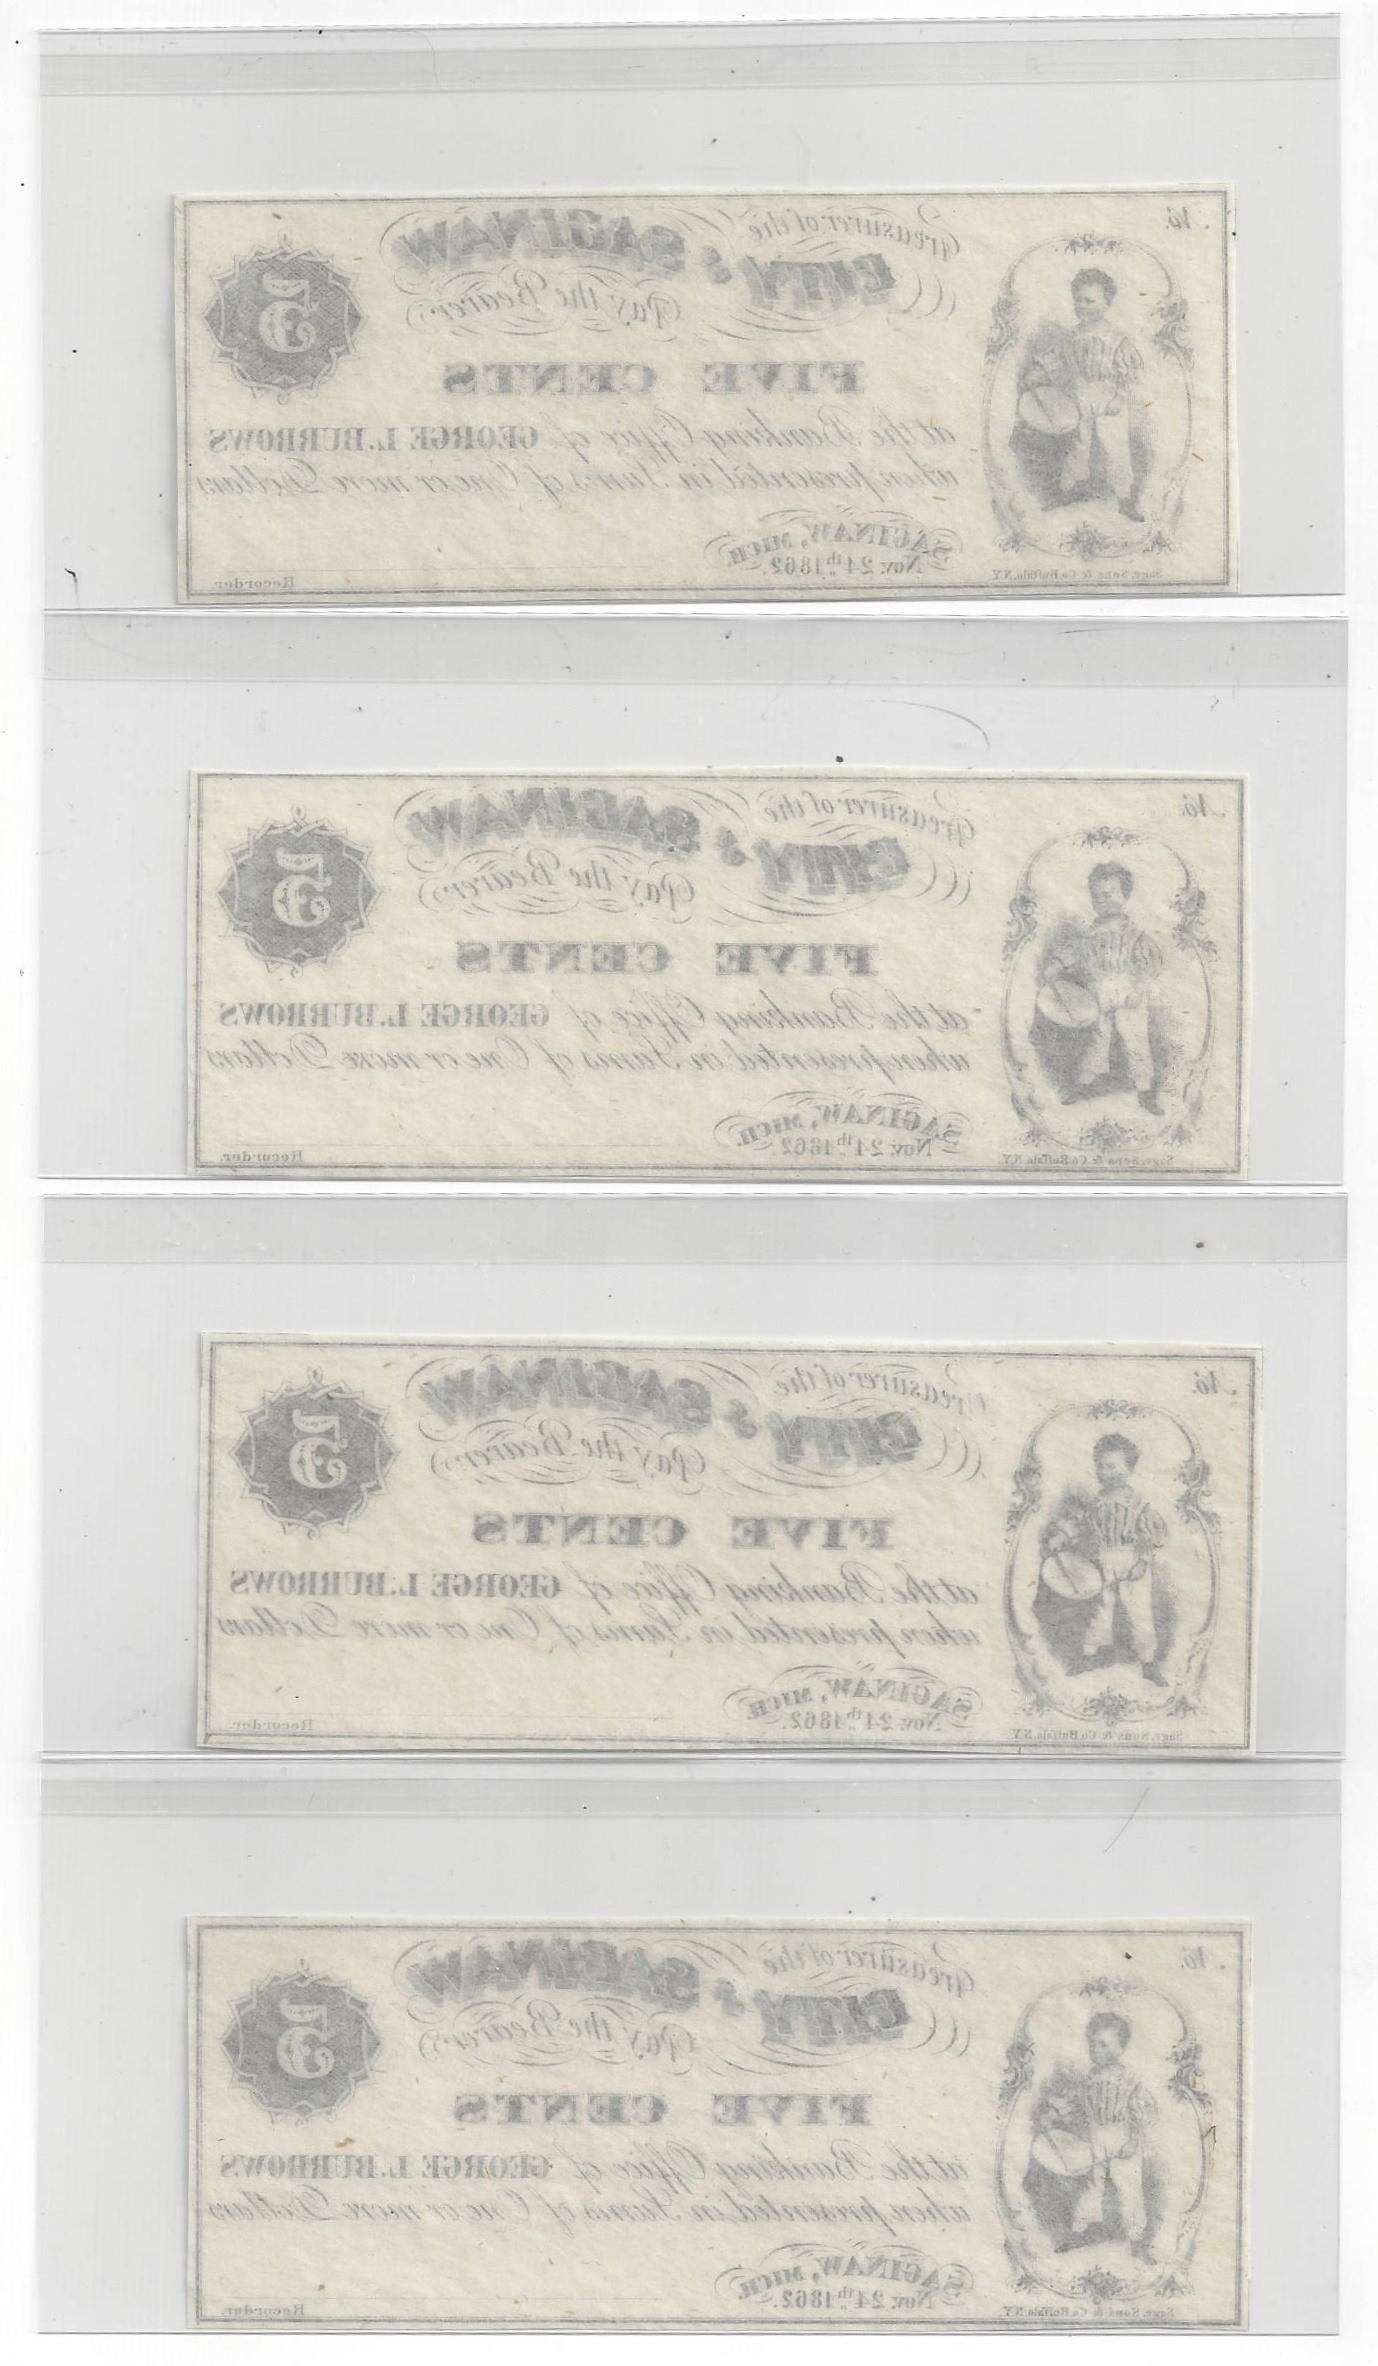 No.
Treasurer of the
CITY of SAGINAW
Pay the Bearer
FIVE CENTS
at the Banking Office of GEORGE L. BURROWS
when presented in Sums of One or more Dollars
SAGINAW, MICH.
Nov. 24th 1862.
Recorder.
Sage, Sons & Co. Buffalo, N.Y.
5
No.
Treasurer of the
CITY of SAGINAW
Pay the Bearer
FIVE CENTS
at the Banking Office of GEORGE L. BURROWS
when presented in Sums of One or more Dollars
SAGINAW, MICH.
Nov. 24th 1862.
Recorder.
Sage, Sons & Co. Buffalo, N.Y.
5
No.
Treasurer of the
CITY of SAGINAW
Pay the Bearer
FIVE CENTS
at the Banking Office of GEORGE L. BURROWS
when presented in Sums of One or more Dollars
SAGINAW, MICH.
Nov. 24th 1862.
Recorder.
Sage, Sons & Co. Buffalo, N.Y.
5
No.
Treasurer of the
CITY of SAGINAW
Pay the Bearer
FIVE CENTS
at the Banking Office of GEORGE L. BURROWS
when presented in Sums of One or more Dollars
SAGINAW, MICH.
Nov. 24th 1862.
Recorder.
Sage, Sons & Co. Buffalo, N.Y.
5